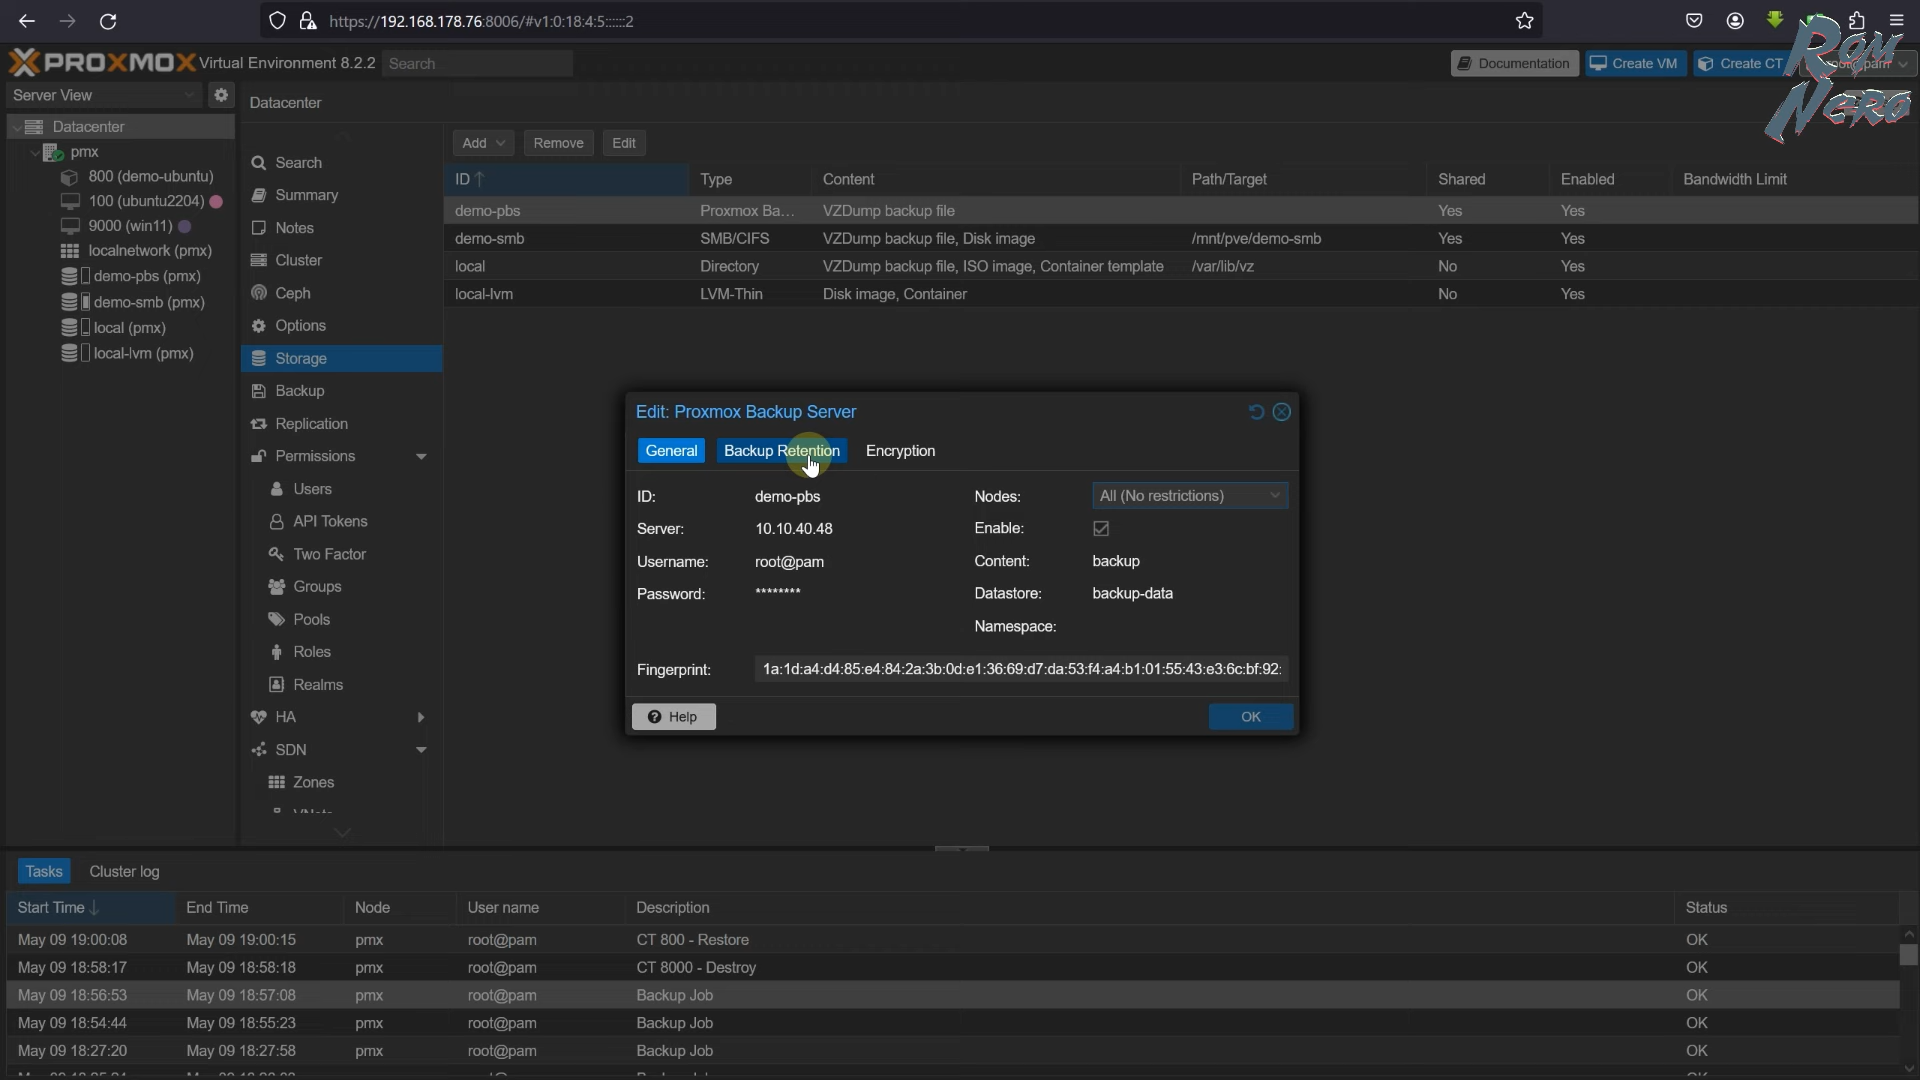 https://192.168.178.76:8006/#v1:0:18:4:5::::::2
PROXMOX Virtual Environment 8.2.2 Search
Documentation Create VM Create CT
Rom Nero
Server View
Datacenter
Datacenter
pmx
800 (demo-ubuntu)
100 (ubuntu2204)
9000 (win11)
localnetwork (pmx)
demo-pbs (pmx)
demo-smb (pmx)
local (pmx)
local-lvm (pmx)
Search
Summary
Notes
Cluster
Ceph
Options
Storage
Backup
Replication
Permissions
Users
API Tokens
Two Factor
Groups
Pools
Roles
Realms
HA
SDN
Zones
VNets
Add Remove Edit
ID Type Content Path/Target Shared Enabled Bandwidth Limit
demo-pbs Proxmox Ba... VZDump backup file Yes Yes
demo-smb SMB/CIFS VZDump backup file, Disk image /mnt/pve/demo-smb Yes Yes
local Directory VZDump backup file, ISO image, Container template /var/lib/vz No Yes
local-lvm LVM-Thin Disk image, Container No Yes
Edit: Proxmox Backup Server
General Backup Retention Encryption
ID: demo-pbs Nodes: All (No restrictions)
Server: 10.10.40.48 Enable:
Username: root@pam Content: backup
Password: ******** Datastore: backup-data
Namespace:
Fingerprint: 1a:1d:a4:d4:85:e4:84:2a:3b:0d:e1:36:69:d7:da:53:f4:a4:b1:01:55:43:e3:6c:bf:92:
Help OK
Tasks Cluster log
Start Time End Time Node User name Description Status
May 09 19:00:08 May 09 19:00:15 pmx root@pam CT 800 - Restore OK
May 09 18:58:17 May 09 18:58:18 pmx root@pam CT 8000 - Destroy OK
May 09 18:56:53 May 09 18:57:08 pmx root@pam Backup Job OK
May 09 18:54:44 May 09 18:55:23 pmx root@pam Backup Job OK
May 09 18:27:20 May 09 18:27:58 pmx root@pam Backup Job OK